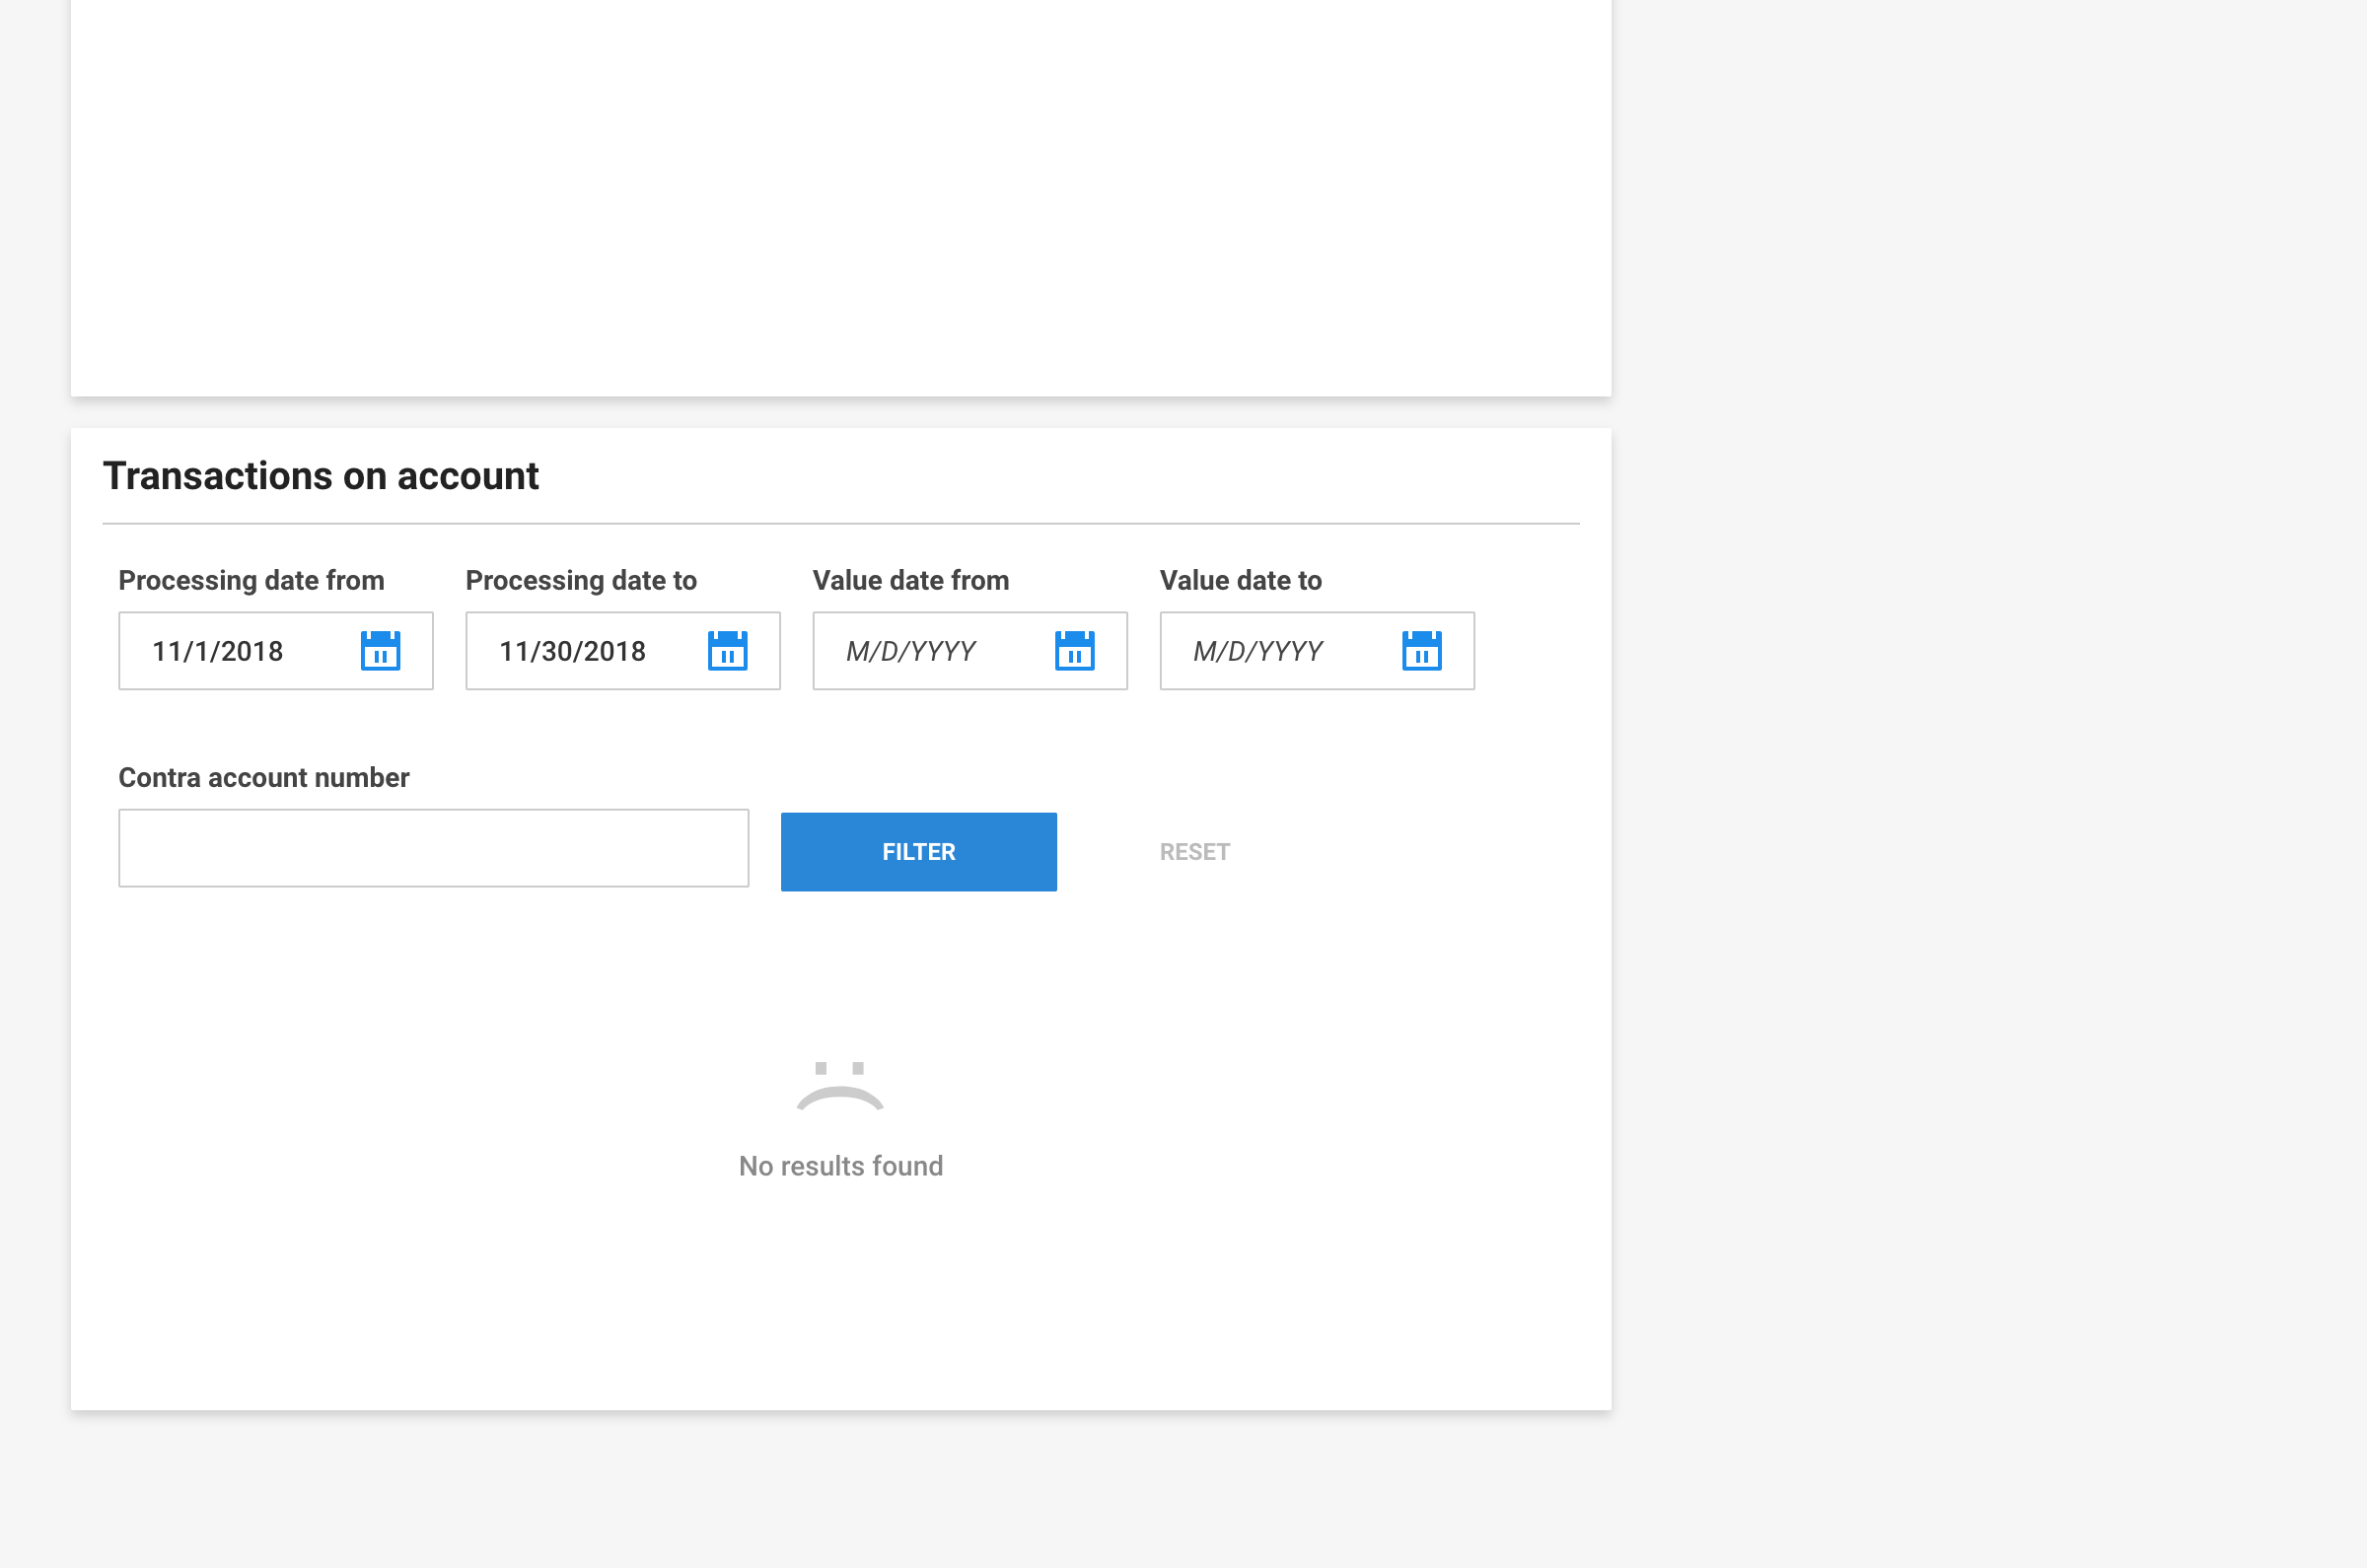 Transactions on account
Processing date from Processing date to Value date from Value date to
11/1/2018 11/30/2018 M/D/YYYY M/D/YYYY
Contra account number
FILTER RESET
No results found